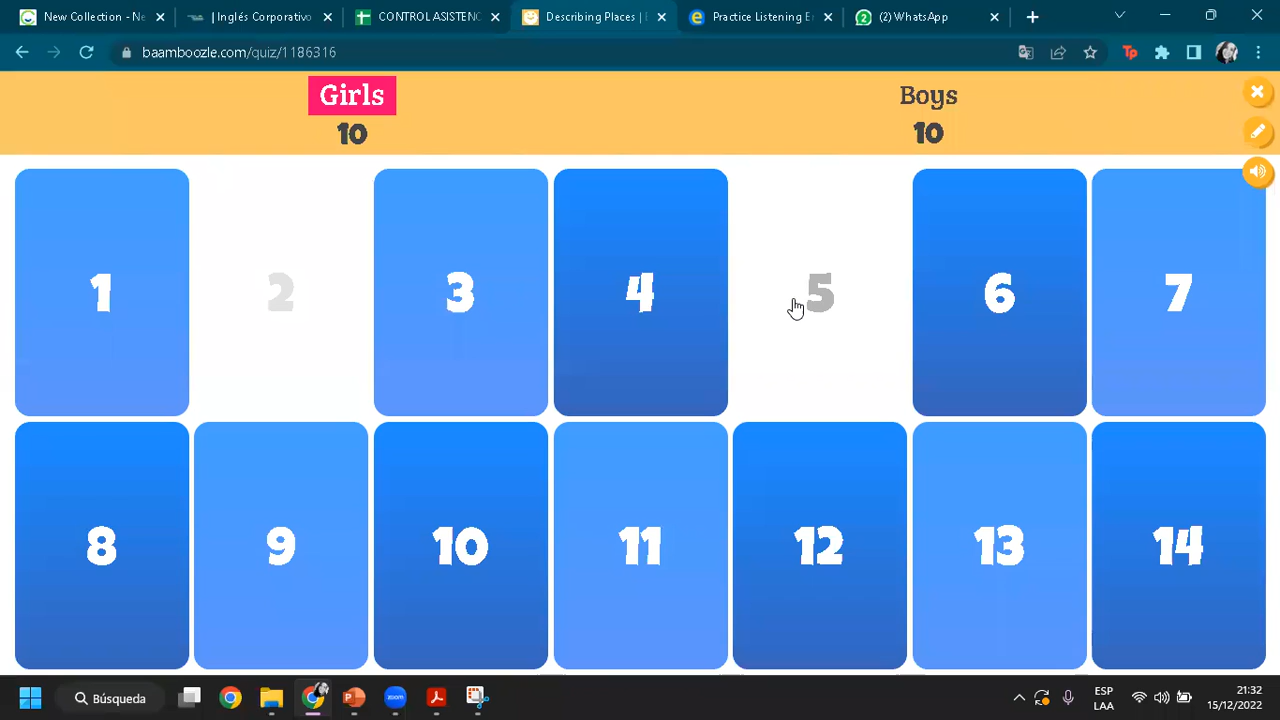 New Collection - Ne
Inglés Corporativo
CONTROL ASISTENC
Describing Places | B
Practice Listening En
(2) WhatsApp
baamboozle.com/quiz/1186316
Girls
10
Boys
10
1
2
3
4
5
6
7
8
9
10
11
12
13
14
Búsqueda
zoom
ESP
LAA
21:32
15/12/2022